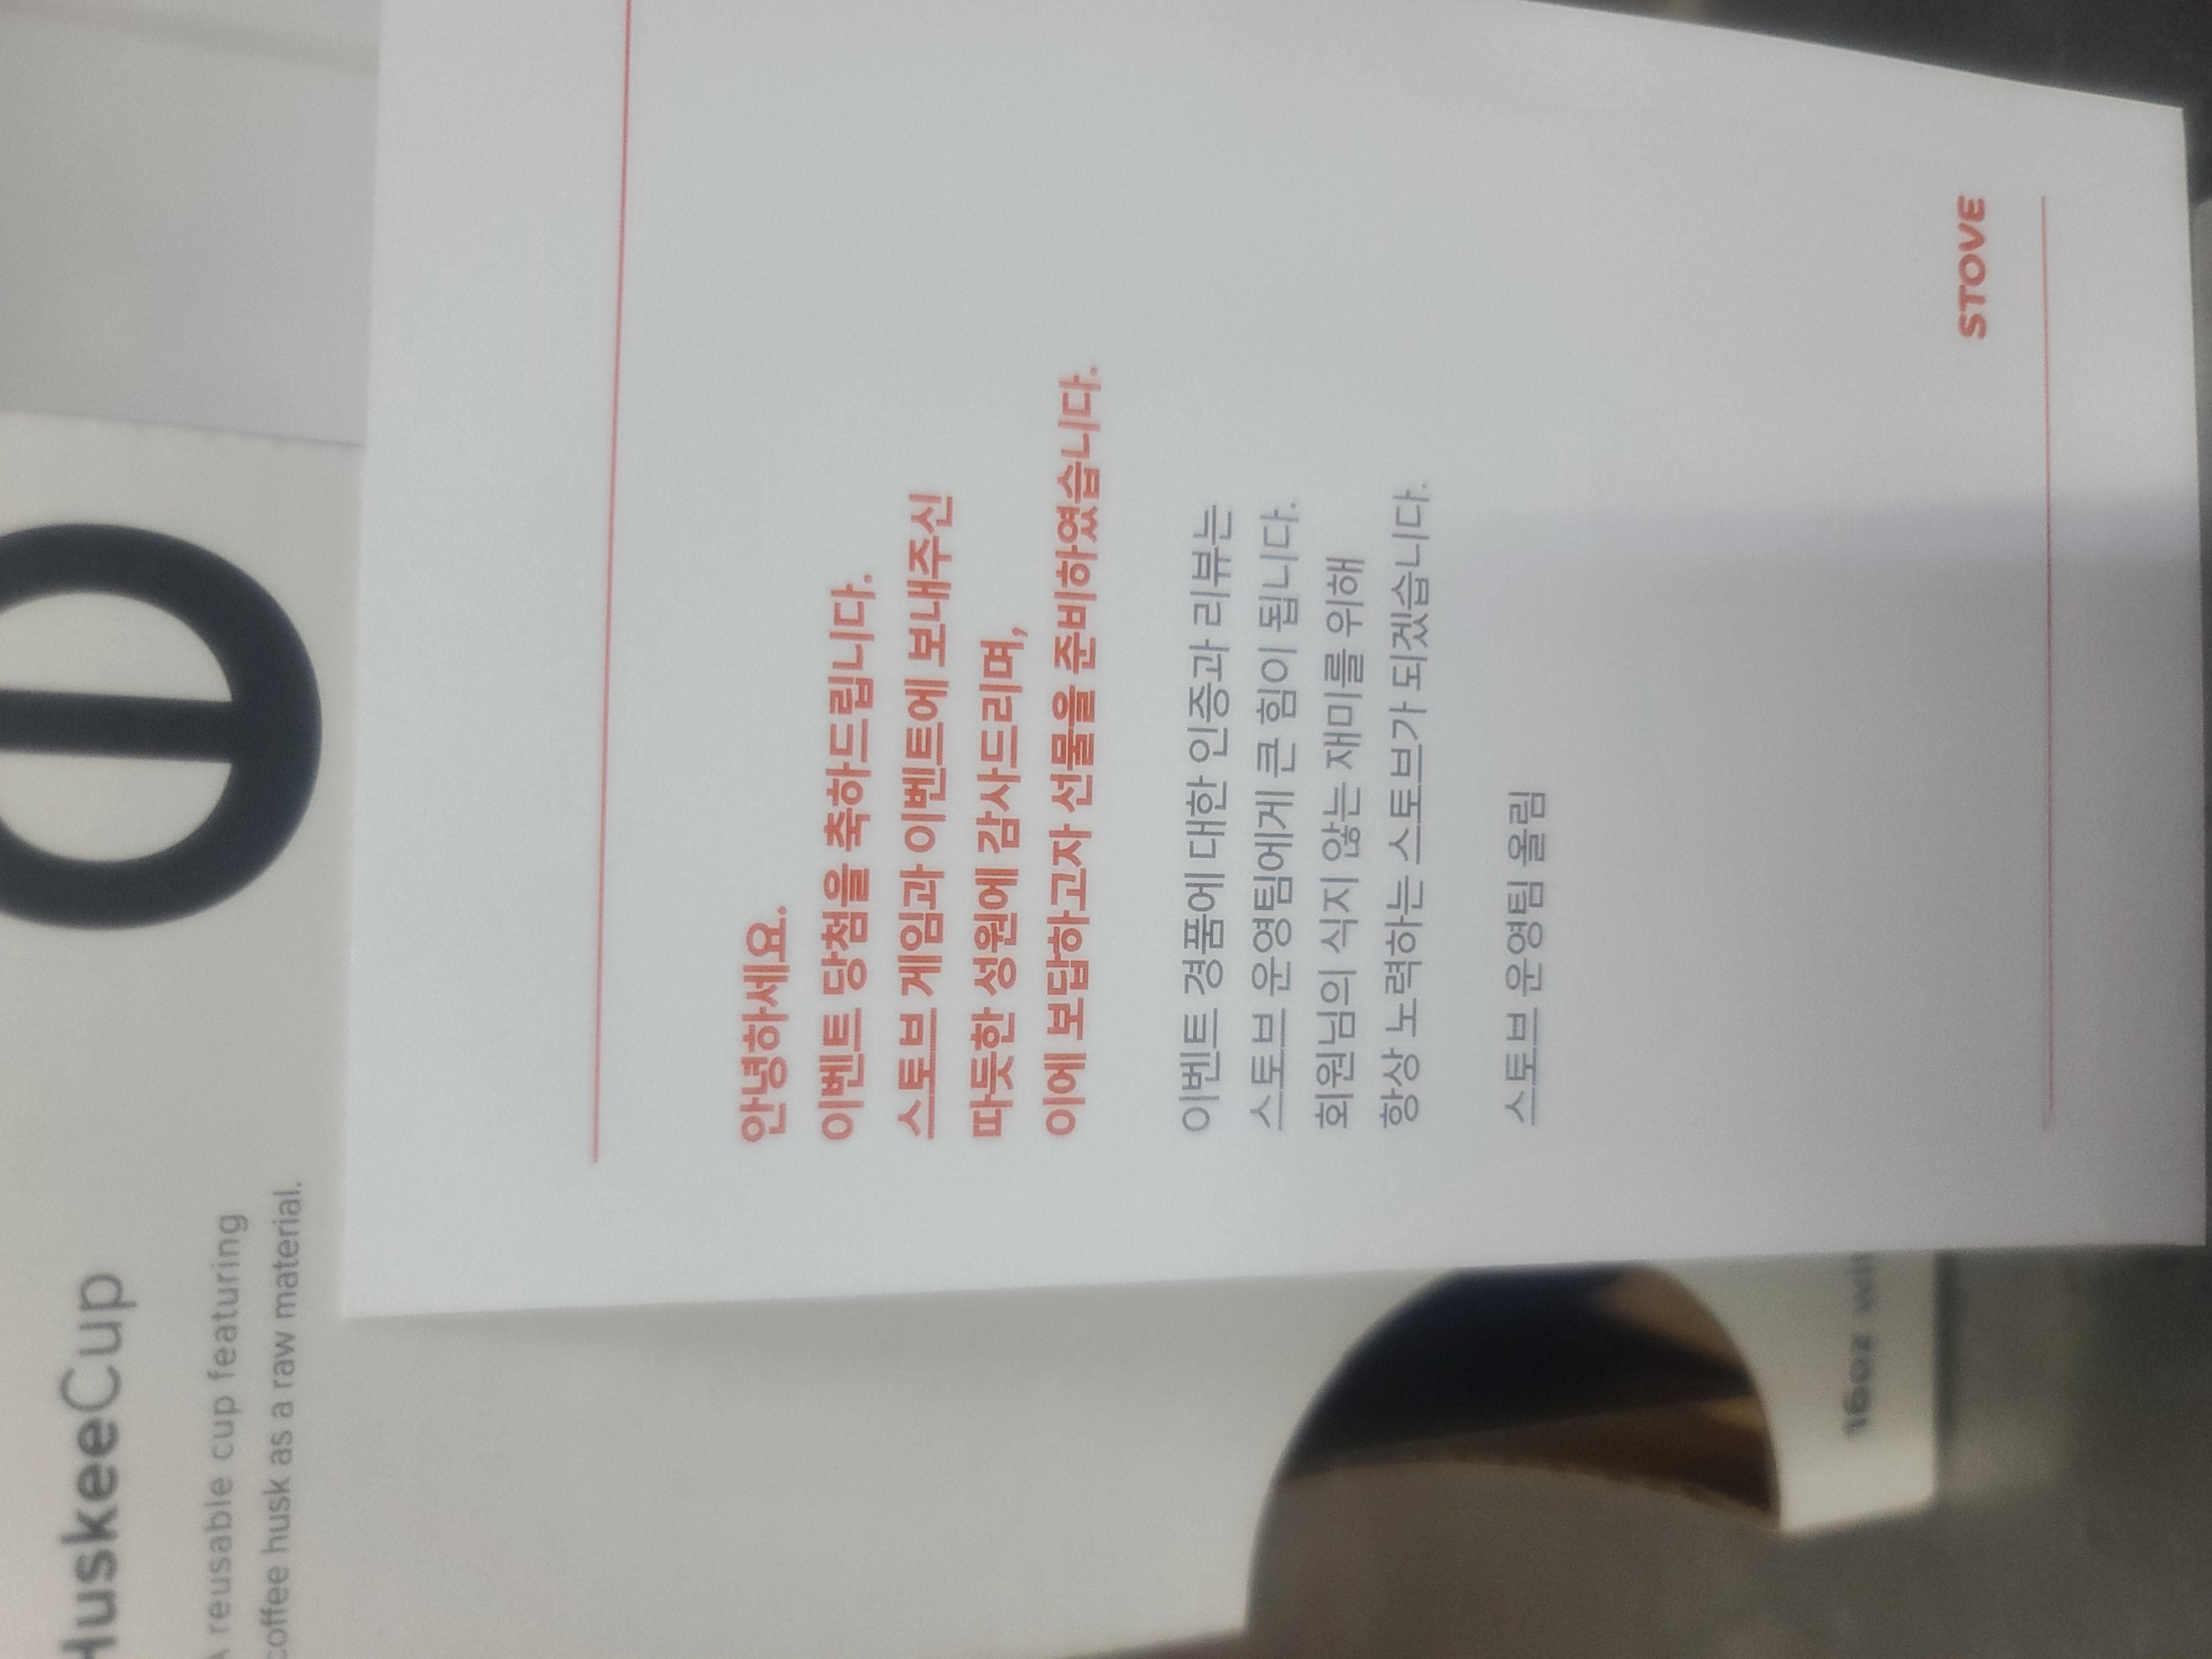 HuskeeCup
A reusable cup featuring
coffee husk as a raw material.
안녕하세요.
이벤트 당첨을 축하드립니다.
스토브 게임과 이벤트에 보내주신
따듯한 성원에 감사드리며,
이에 보답하고자 선물을 준비하였습니다.
이벤트 경품에 대한 인증과 리뷰는
스토브 운영팀에게 큰 힘이 됩니다.
회원님의 식지 않는 재미를 위해
항상 노력하는 스토브가 되겠습니다.
스토브 운영팀 올림
STOVE
16oz